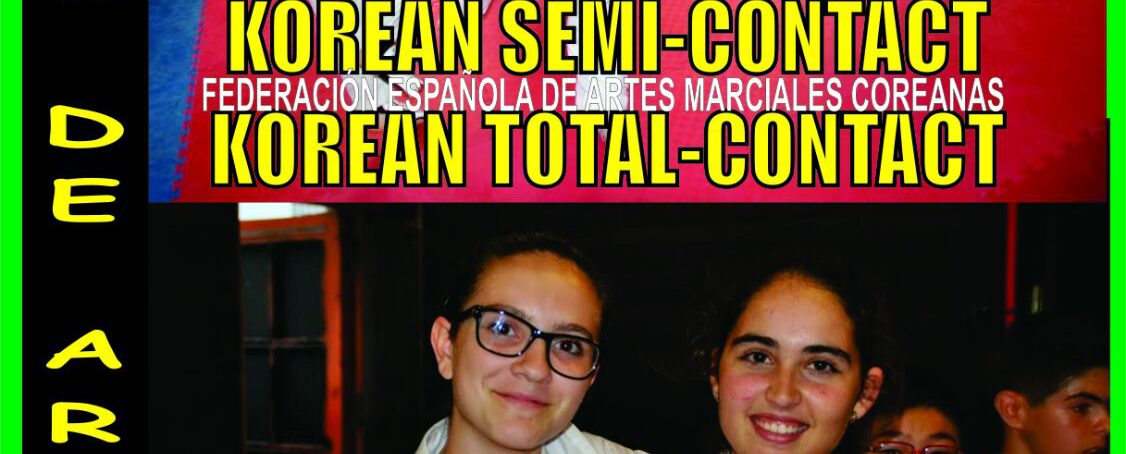 KOREAN SEMI-CONTACT
FEDERACIÓN ESPAÑOLA DE ARTES MARCIALES COREANAS
KOREAN TOTAL-CONTACT
DE AR